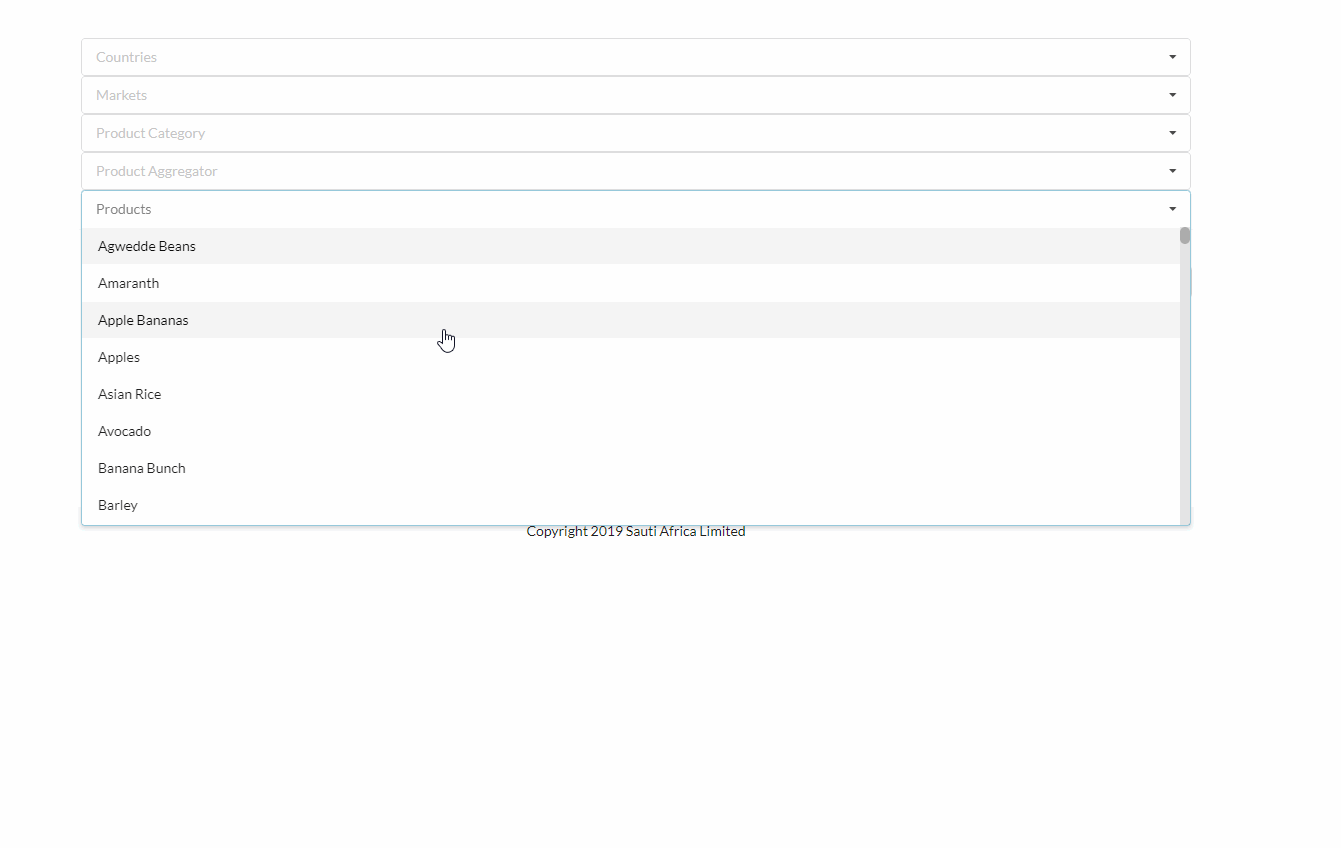 Countries
Markets
Product Category
Product Aggregator
Products
Agwedde Beans
Amaranth
Apple Bananas
Apples
Asian Rice
Avocado
Banana Bunch
Barley
Copyright 2019 Sauti Africa Limited